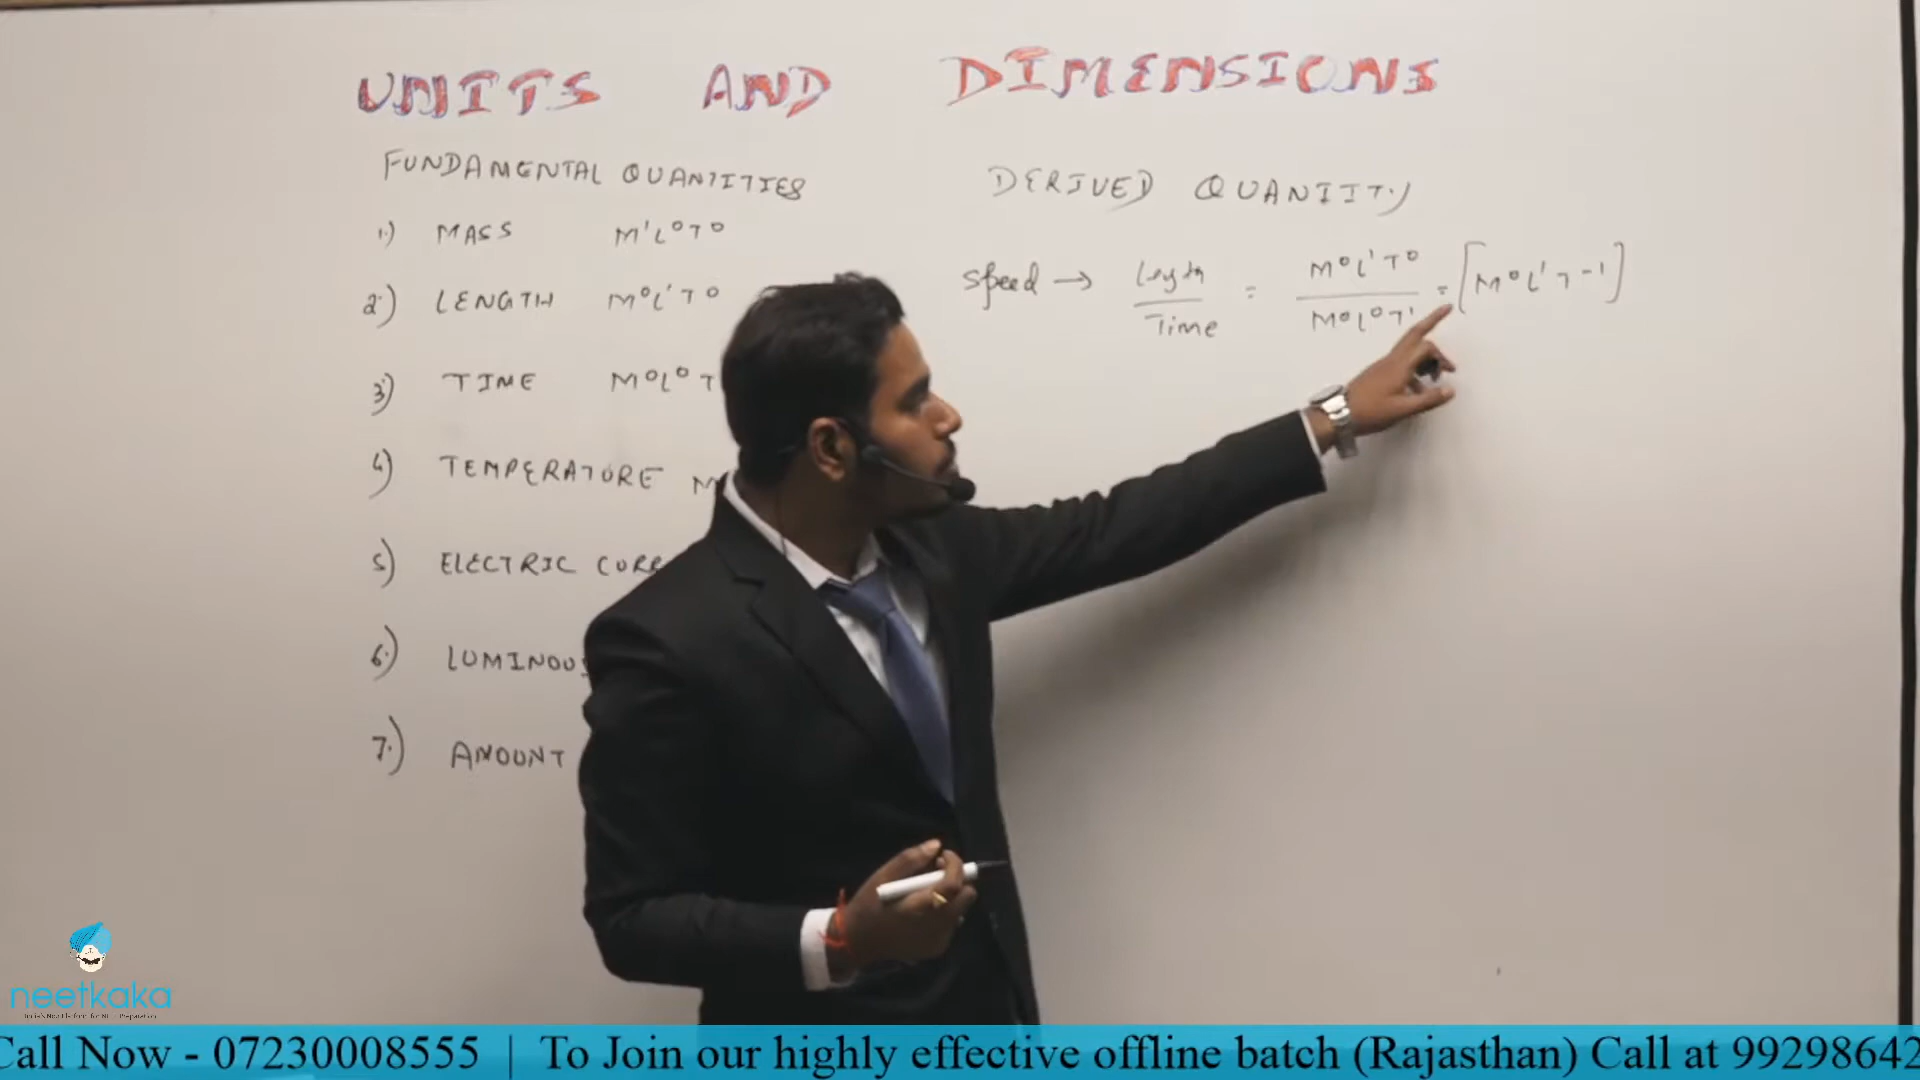 UNITS AND DIMENSIONS
FUNDAMENTAL QUANTITIES
1.) MASS M¹L⁰T⁰
2.) LENGTH M⁰L¹T⁰
3.) TIME M⁰L⁰T
4.) TEMPERATURE M
5.) ELECTRIC CURR
6.) LUMINOUS
7.) AMOUNT
DERIVED QUANTITY
Speed → Length / Time = M⁰L¹T⁰ / M⁰L⁰T¹ = [M⁰L¹T-1]
neetkaka
Call Now - 07230008555 | To Join our highly effective offline batch (Rajasthan) Call at 99298642